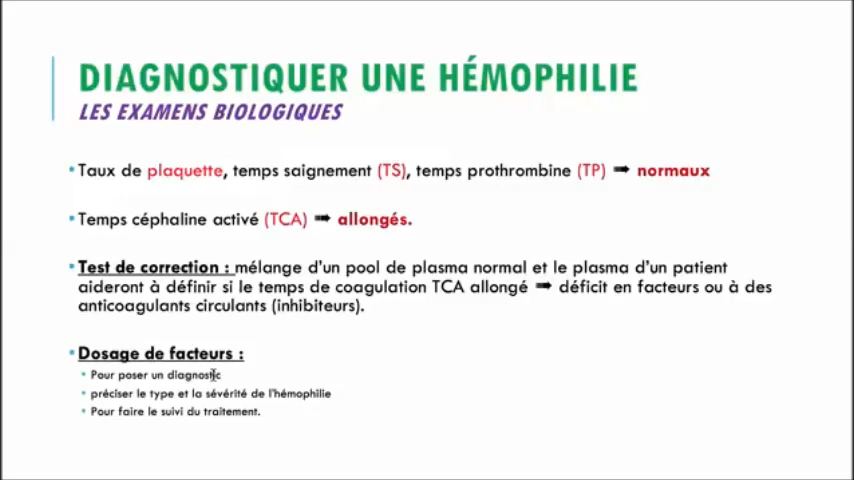 DIAGNOSTIQUER UNE HÉMOPHILIE
LES EXAMENS BIOLOGIQUES
• Taux de plaquette, temps saignement (TS), temps prothrombine (TP) ➡ normaux
• Temps céphaline activé (TCA) ➡ allongés.
• Test de correction : mélange d'un pool de plasma normal et le plasma d'un patient
aideront à définir si le temps de coagulation TCA allongé ➡ déficit en facteurs ou à des
anticoagulants circulants (inhibiteurs).
• Dosage de facteurs :
• Pour poser un diagnostic
• préciser le type et la sévérité de l'hémophilie
• Pour faire le suivi du traitement.